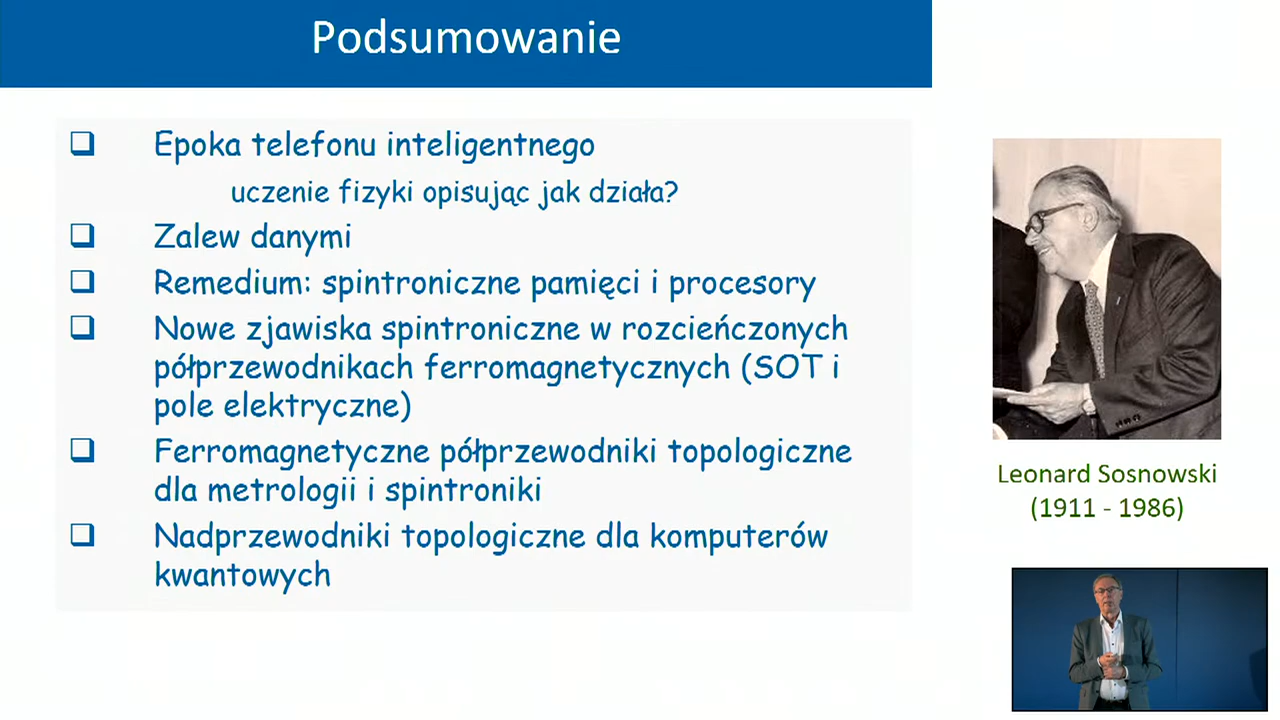 Podsumowanie
Epoka telefonu inteligentnego
uczenie fizyki opisując jak działa?
Zalew danymi
Remedium: spintroniczne pamięci i procesory
Nowe zjawiska spintroniczne w rozcieńczonych
półprzewodnikach ferromagnetycznych (SOT i
pole elektryczne)
Ferromagnetyczne półprzewodniki topologiczne
dla metrologii i spintroniki
Nadprzewodniki topologiczne dla komputerów
kwantowych
Leonard Sosnowski
(1911 - 1986)